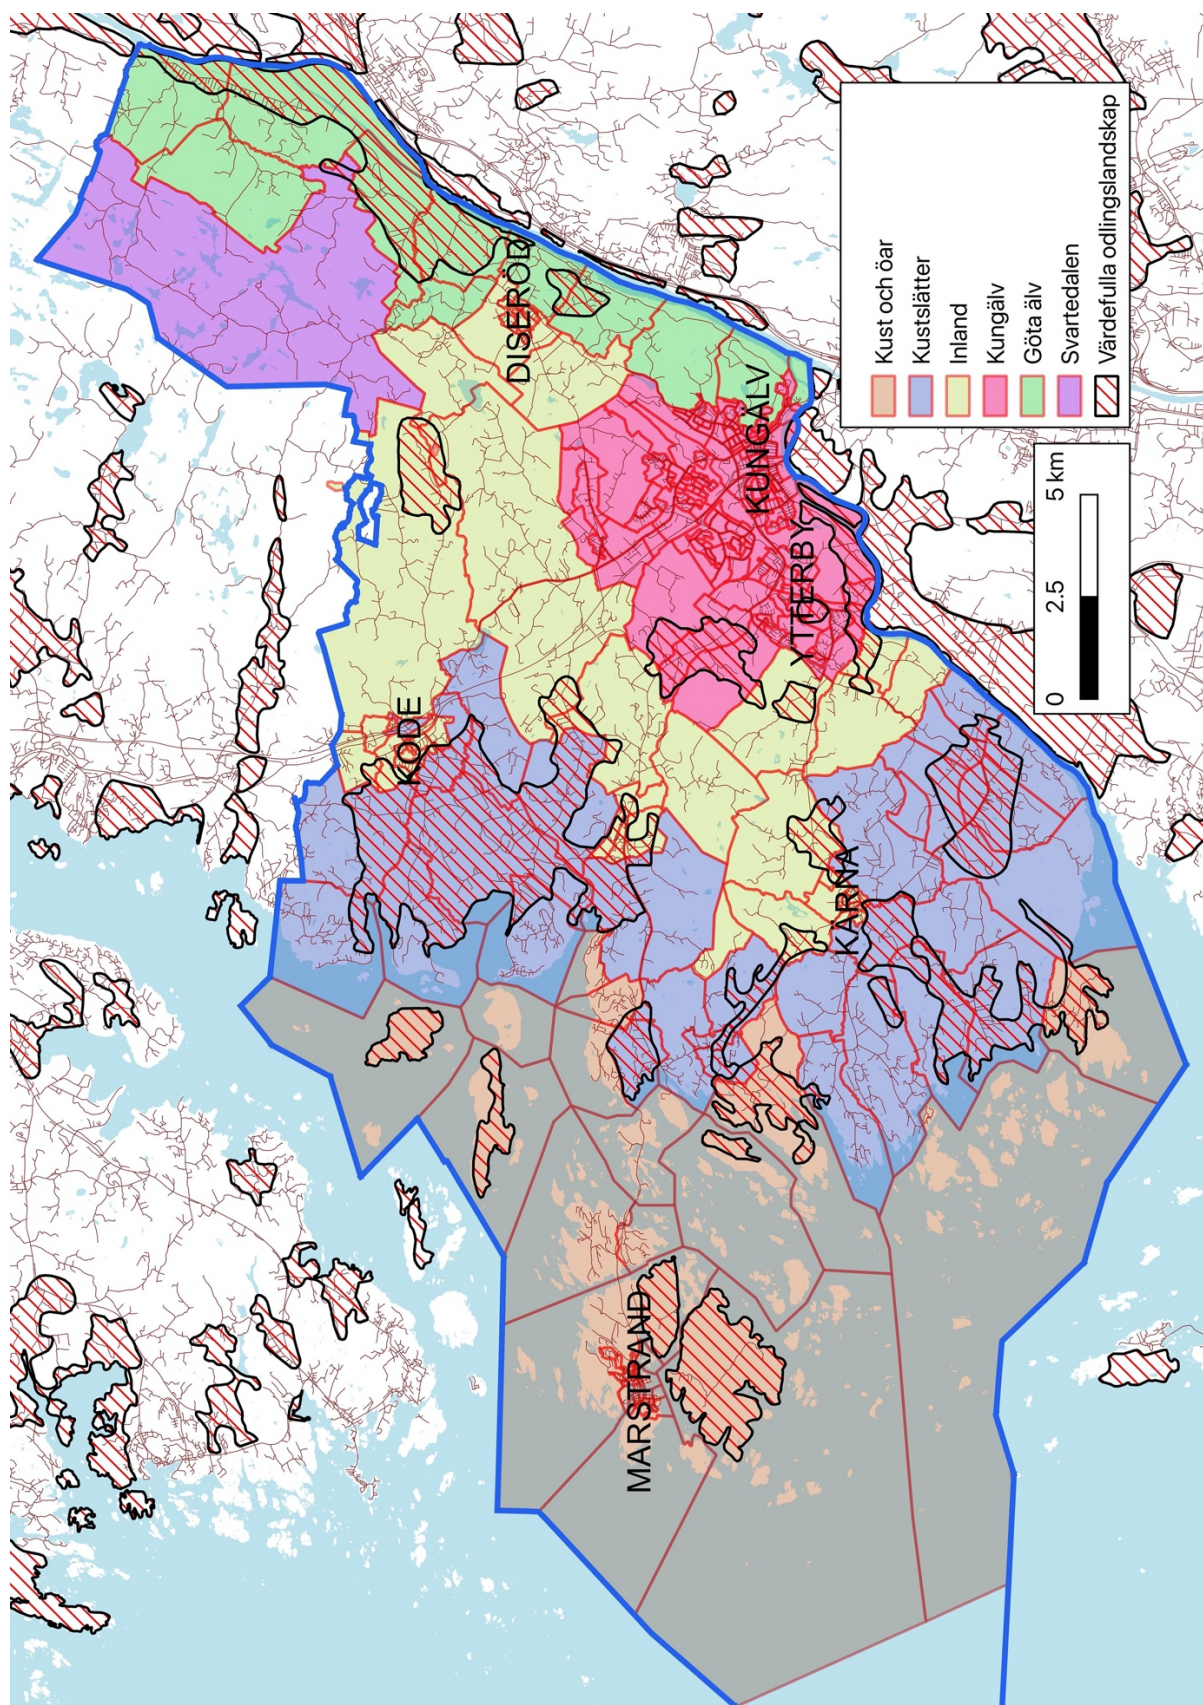 DISERÖD
KODE
KUNGÄLV
YTTERBY
KÄRNA
MARSTRAND
Kust och öar
Kustslätter
Inland
Kungälv
Göta älv
Svartedalen
Värdefulla odlingslandskap
0 2.5 5 km